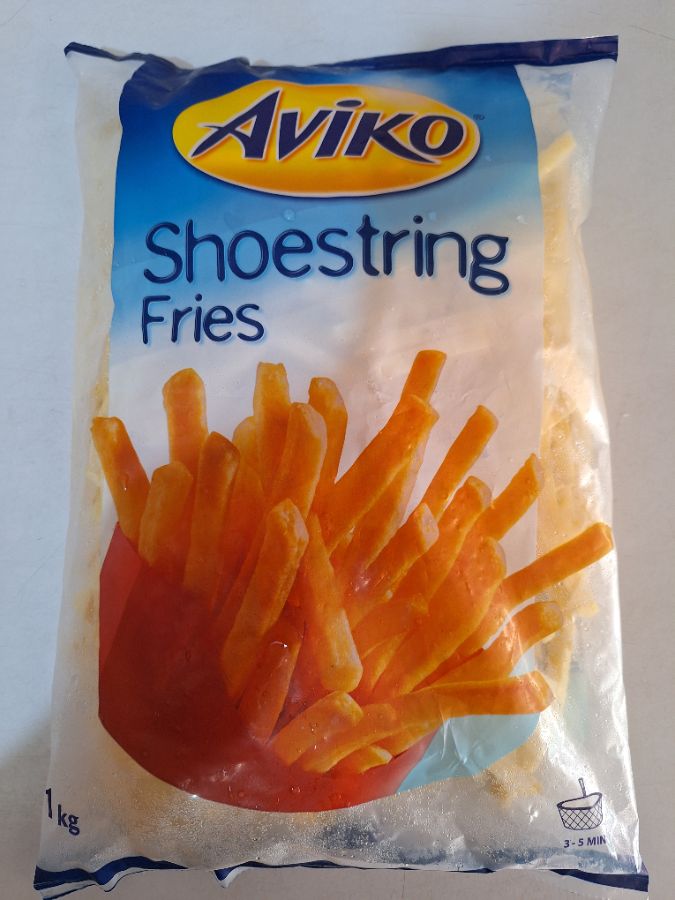 Aviko®
Shoestring
Fries
1 kg
3-5 MIN